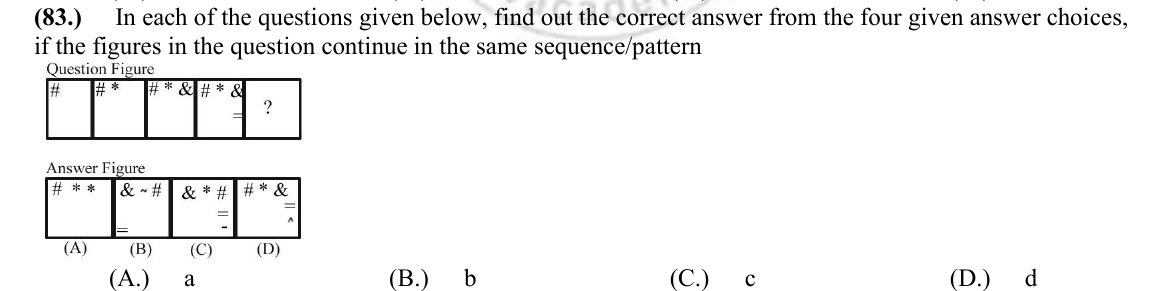 (83.) In each of the questions given below, find out the correct answer from the four given answer choices,
if the figures in the question continue in the same sequence/pattern
Question Figure
# # * # * & # * &
= ?
Answer Figure
# * * & ~ # & * # # * &
= = =
- ^
(A) (B) (C) (D)
(A.) a (B.) b (C.) c (D.) d